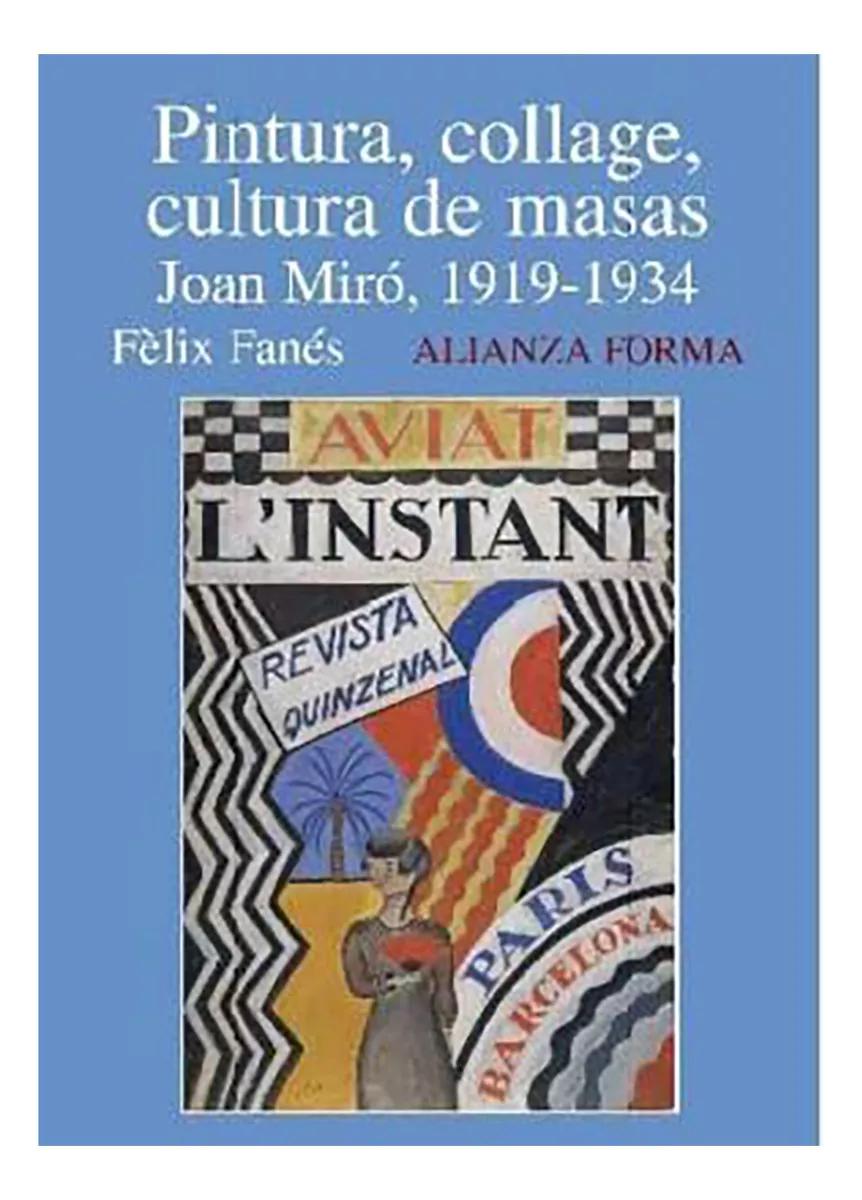 Pintura, collage,
cultura de masas
Joan Miró, 1919-1934
Fèlix Fanés ALIANZA FORMA
AVIAT
L'INSTANT
REVISTA
QUINZENAL
PARIS
BARCELONA